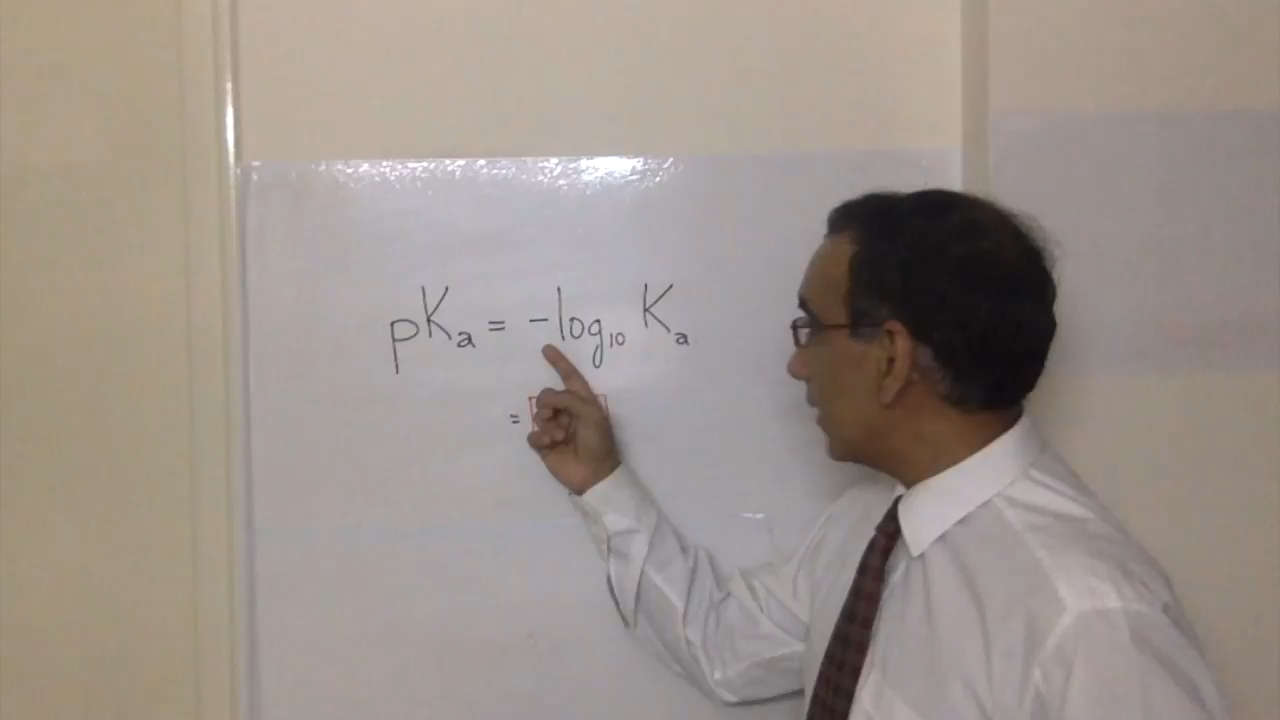 pKa = -log10 Ka
=